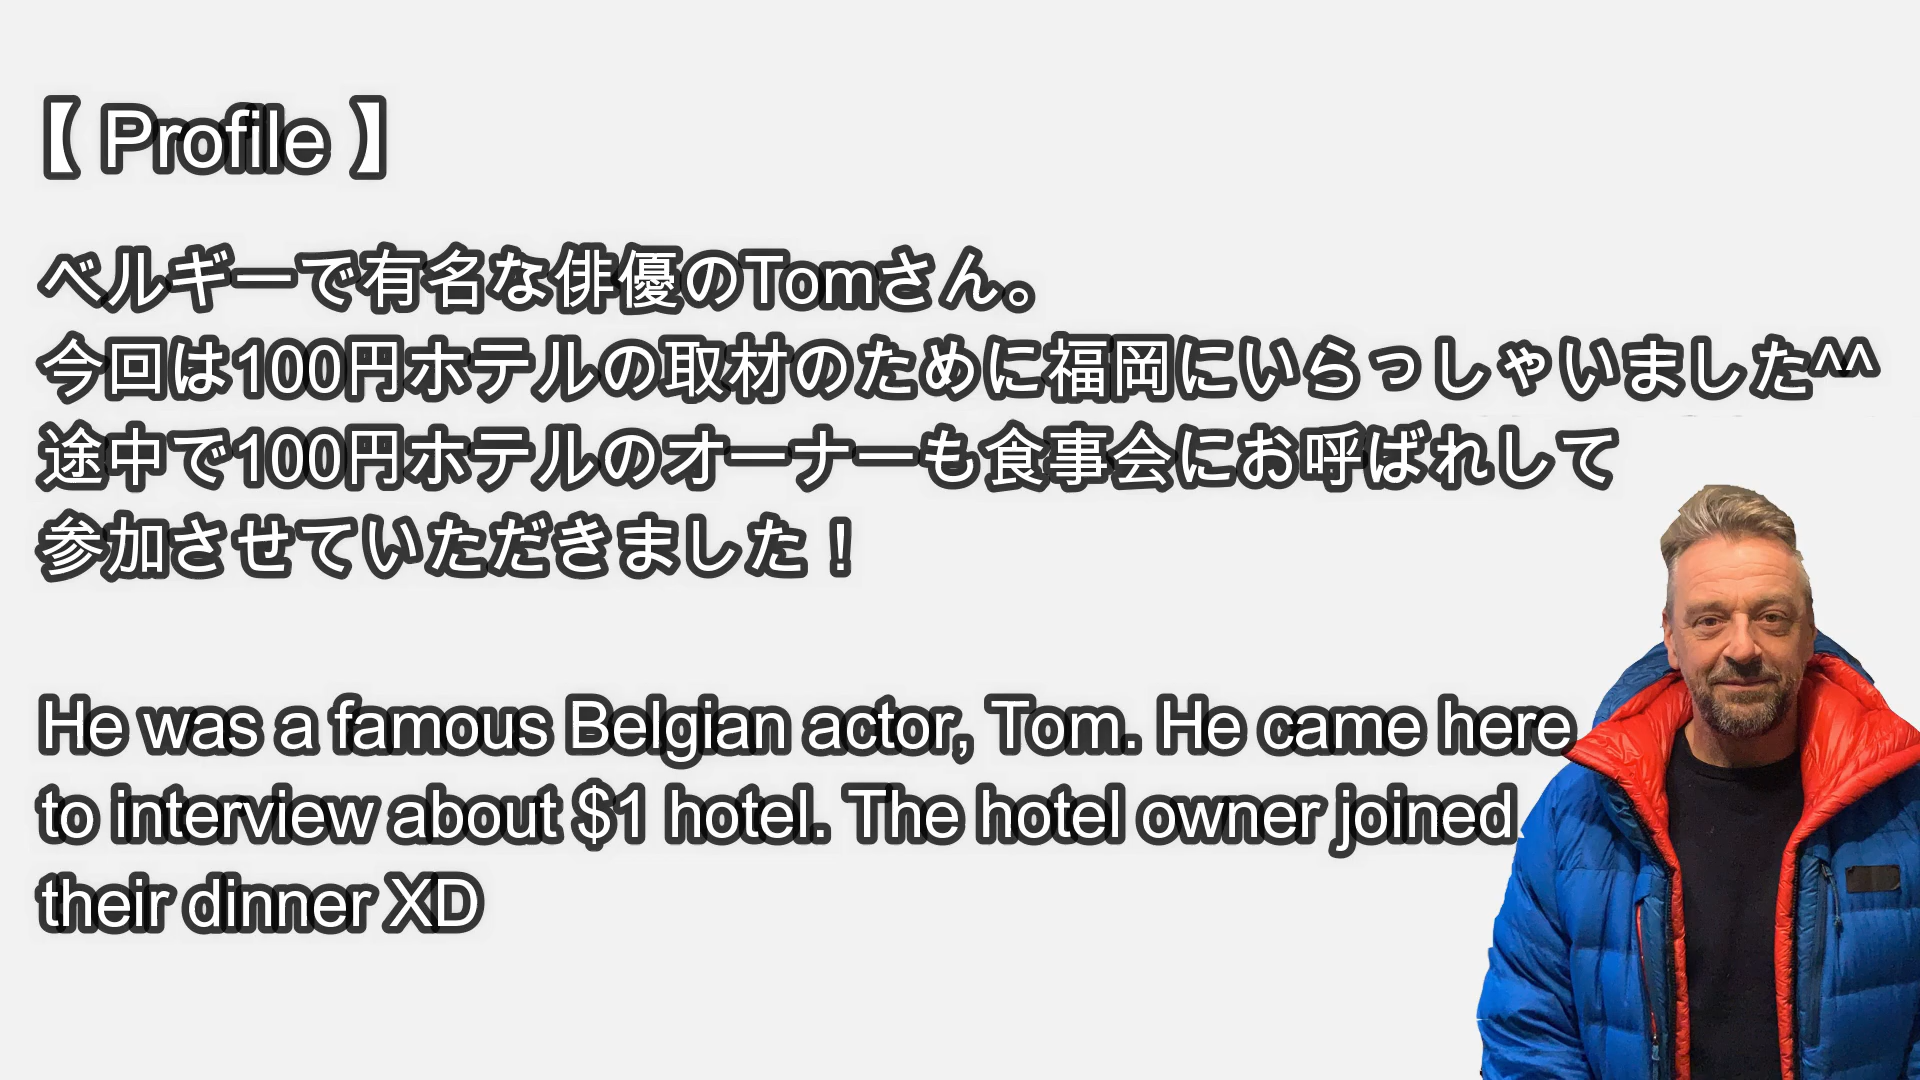 【 Profile 】
ベルギーで有名な俳優のTomさん。
今回は100円ホテルの取材のために福岡にいらっしゃいました^^
途中で100円ホテルのオーナーも食事会にお呼ばれして
参加させていただきました！
He was a famous Belgian actor, Tom. He came here
to interview about $1 hotel. The hotel owner joined
their dinner XD